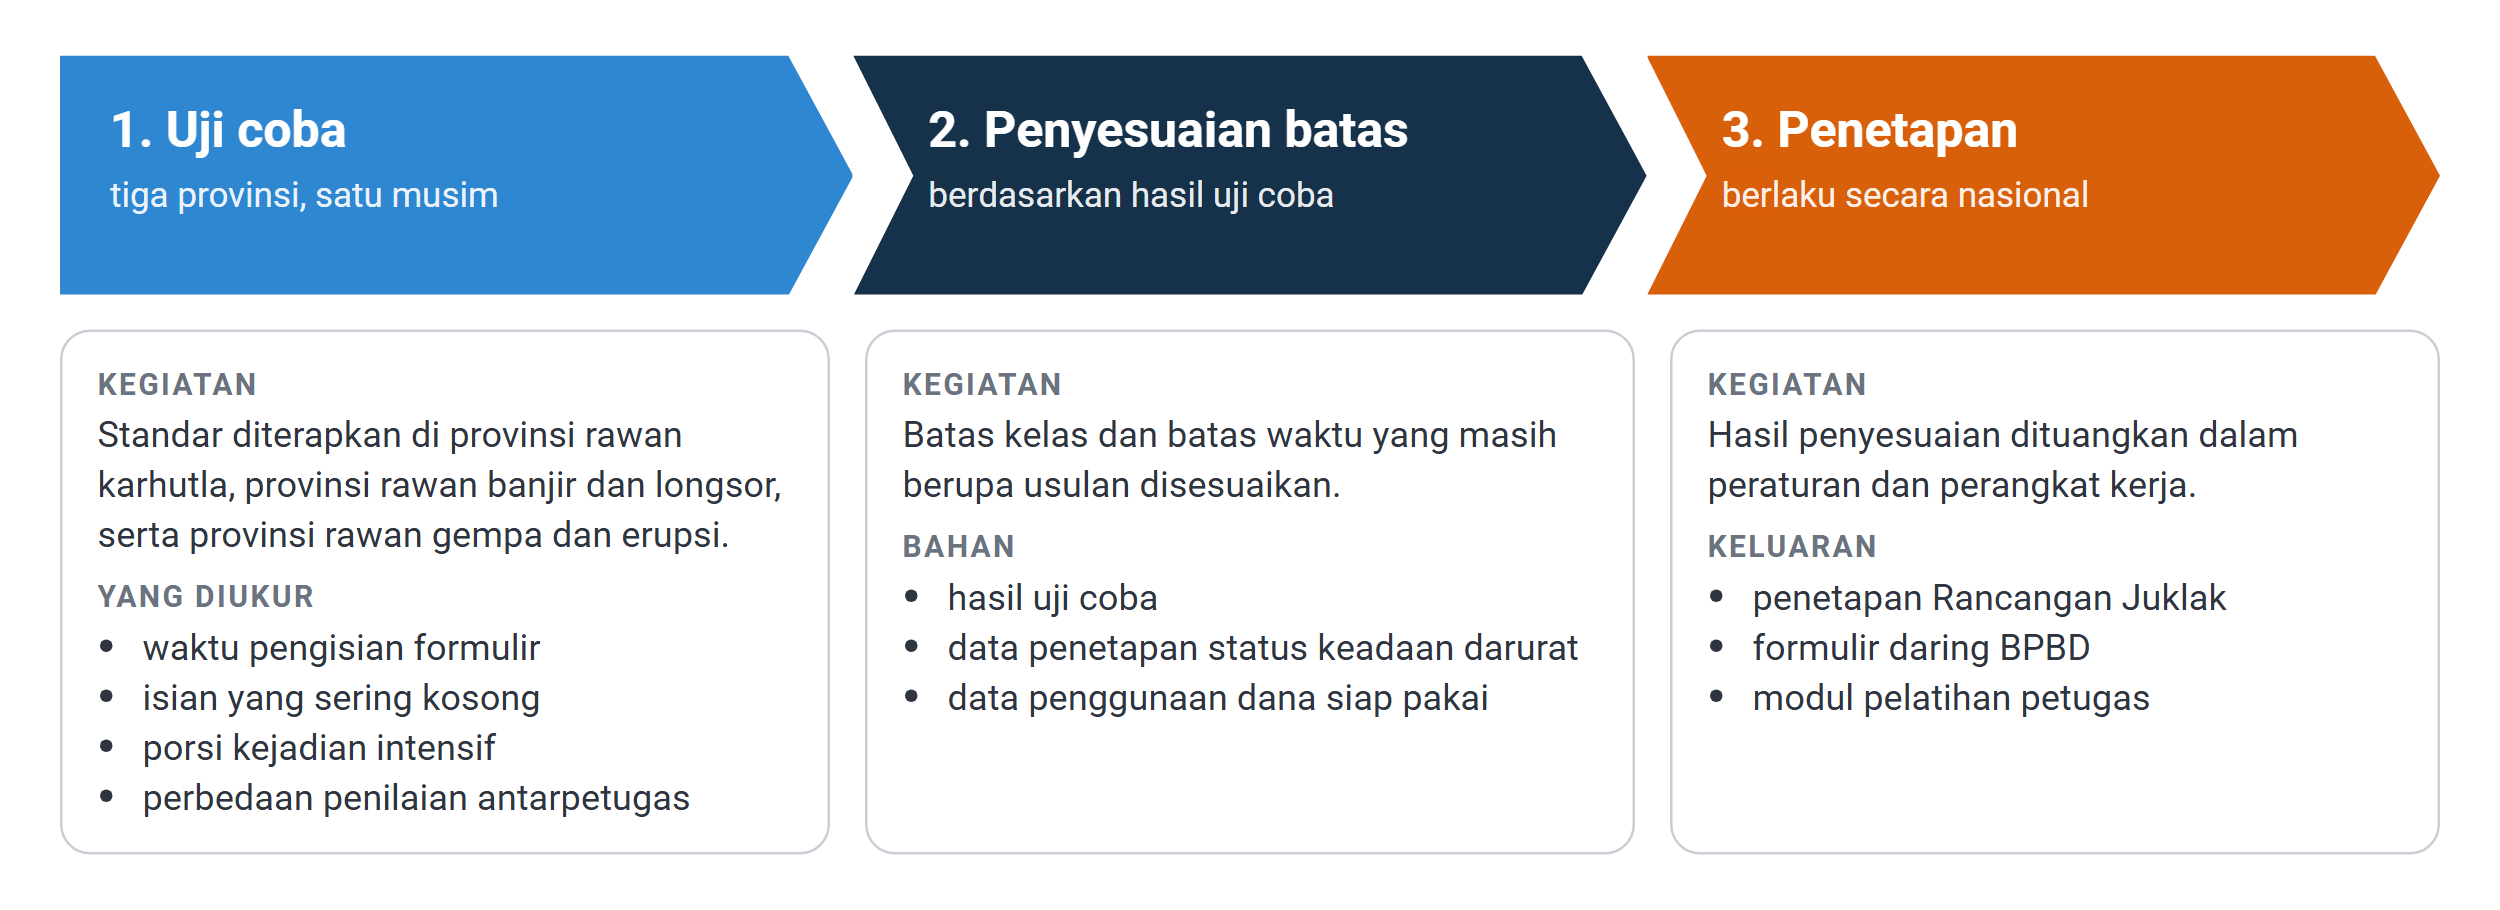 1. Uji coba
tiga provinsi, satu musim
2. Penyesuaian batas
berdasarkan hasil uji coba
3. Penetapan
berlaku secara nasional
KEGIATAN
Standar diterapkan di provinsi rawan
karhutla, provinsi rawan banjir dan longsor,
serta provinsi rawan gempa dan erupsi.
YANG DIUKUR
• waktu pengisian formulir
• isian yang sering kosong
• porsi kejadian intensif
• perbedaan penilaian antarpetugas
KEGIATAN
Batas kelas dan batas waktu yang masih
berupa usulan disesuaikan.
BAHAN
• hasil uji coba
• data penetapan status keadaan darurat
• data penggunaan dana siap pakai
KEGIATAN
Hasil penyesuaian dituangkan dalam
peraturan dan perangkat kerja.
KELUARAN
• penetapan Rancangan Juklak
• formulir daring BPBD
• modul pelatihan petugas